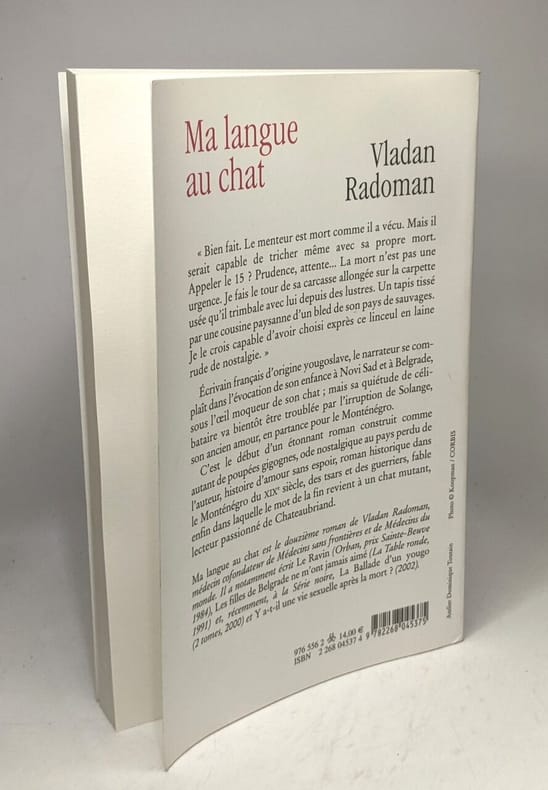 Ma langue
au chat
Vladan
Radoman
« Bien fait. Le menteur est mort comme il a vécu. Mais il
serait capable de tricher même avec sa propre mort.
Appeler le 15 ? Prudence, attente... La mort n'est pas une
urgence. Je fais le tour de sa carcasse allongée sur la carpette
usée qu'il trimbale avec lui depuis des lustres. Un tapis tissé
par une cousine paysanne d'un bled de son pays de sauvages.
Je le crois capable d'avoir choisi exprès ce linceul en laine
rude de nostalgie. »
Écrivain français d'origine yougoslave, le narrateur se com-
plaît dans l'évocation de son enfance à Novi Sad et à Belgrade,
sous l'œil moqueur de son chat ; mais sa quiétude de céli-
bataire va bientôt être troublée par l'irruption de Solange,
son ancien amour, en partance pour le Monténégro.
C'est le début d'un étonnant roman construit comme
autant de poupées gigognes, ode nostalgique au pays perdu de
l'auteur, histoire d'amour sans espoir, roman historique dans
le Monténégro du XIXe siècle, des tsars et des guerriers, fable
enfin dans laquelle le mot de la fin revient à un chat mutant,
lecteur passionné de Chateaubriand.
Ma langue au chat est le douzième roman de Vladan Radoman,
médecin cofondateur de Médecins sans frontières et de Médecins du
monde. Il a notamment écrit Le Ravin (Orban, prix Sainte-Beuve
1984), Les filles de Belgrade ne m'ont jamais aimé (La Table ronde,
1991) et, récemment, à la Série noire, La Ballade d'un yougo
(2 tomes, 2000) et Y a-t-il une vie sexuelle après la mort ? (2002).
976 556 2 14,00 €
ISBN 2 268 04537 4
9 782268 045375
Atelier Dominique Toutain
Photo © Koopman / CORBIS